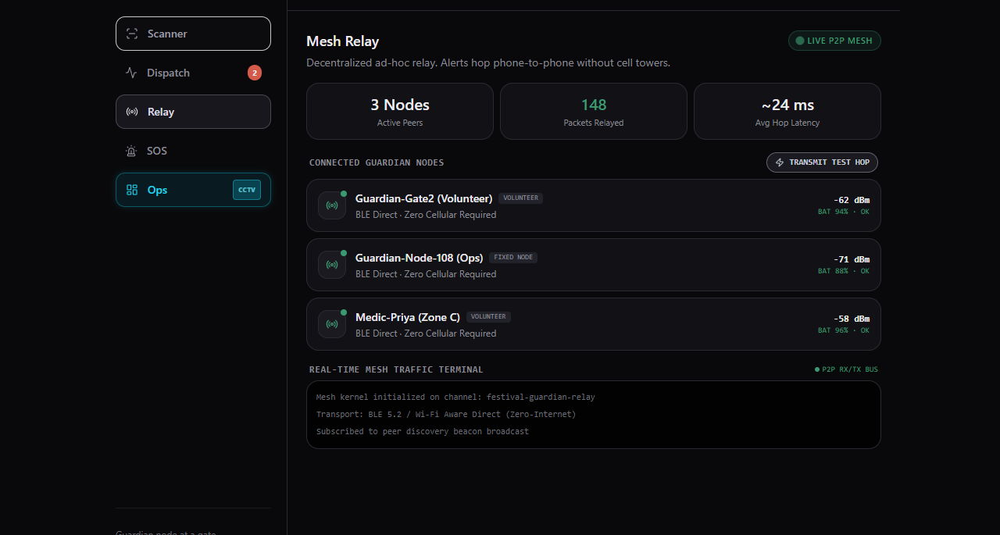 Scanner
Dispatch
2
Relay
SOS
Ops
CCTV
Guardian node at a gate
Mesh Relay
LIVE P2P MESH
Decentralized ad-hoc relay. Alerts hop phone-to-phone without cell towers.
3 Nodes
Active Peers
148
Packets Relayed
~24 ms
Avg Hop Latency
CONNECTED GUARDIAN NODES
TRANSMIT TEST HOP
Guardian-Gate2 (Volunteer)
VOLUNTEER
BLE Direct · Zero Cellular Required
-62 dBm
BAT 94% · OK
Guardian-Node-108 (Ops)
FIXED NODE
BLE Direct · Zero Cellular Required
-71 dBm
BAT 88% · OK
Medic-Priya (Zone C)
VOLUNTEER
BLE Direct · Zero Cellular Required
-58 dBm
BAT 96% · OK
REAL-TIME MESH TRAFFIC TERMINAL
P2P RX/TX BUS
Mesh kernel initialized on channel: festival-guardian-relay
Transport: BLE 5.2 / Wi-Fi Aware Direct (Zero-Internet)
Subscribed to peer discovery beacon broadcast